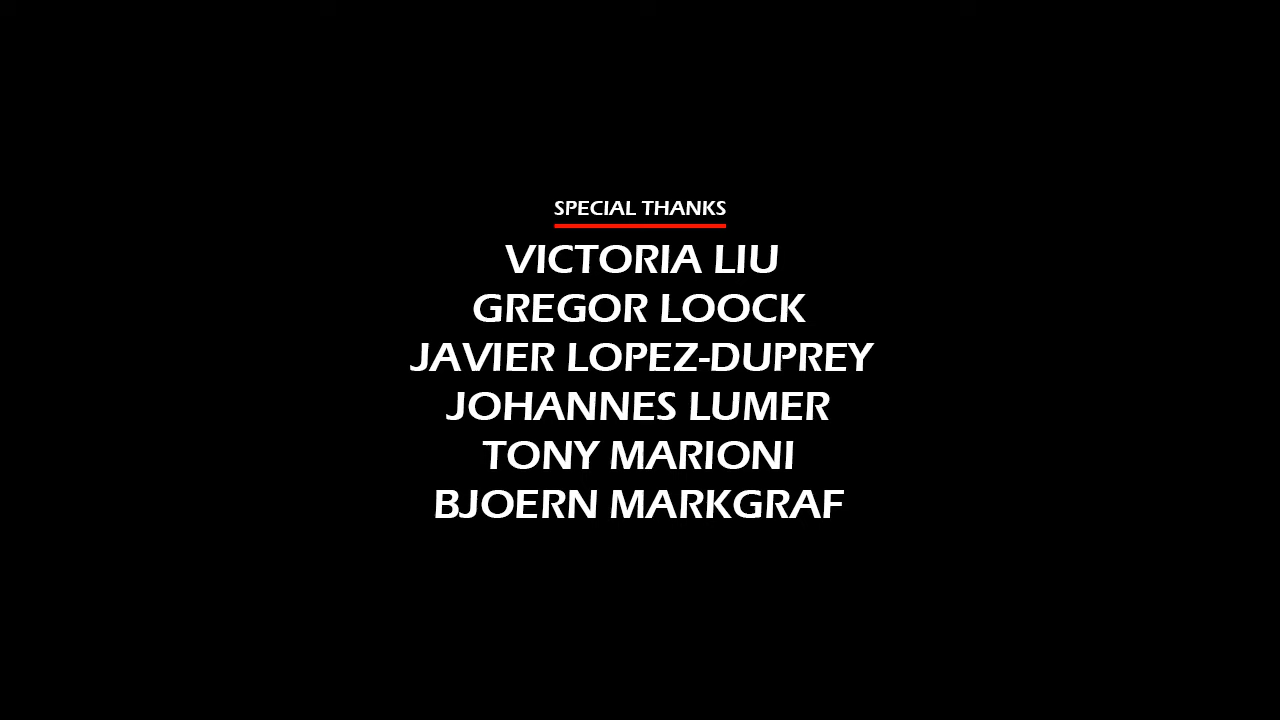 SPECIAL THANKS
VICTORIA LIU
GREGOR LOOCK
JAVIER LOPEZ-DUPREY
JOHANNES LUMER
TONY MARIONI
BJOERN MARKGRAF